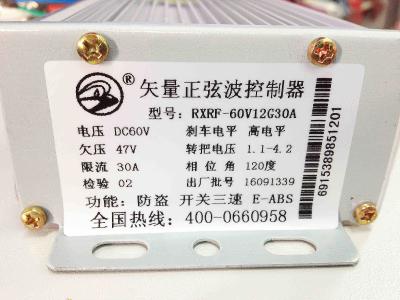 ®
矢量正弦波控制器
型号: RXRF-60V12G30A
电压 DC60V 刹车电平 高电平
欠压 47V 转把电压 1.1-4.2
限流 30A 相位角 120度
检验 02 出厂批号 16091339
功能: 防盗 开关三速 E-ABS
全国热线: 400-0660958
6915389851201